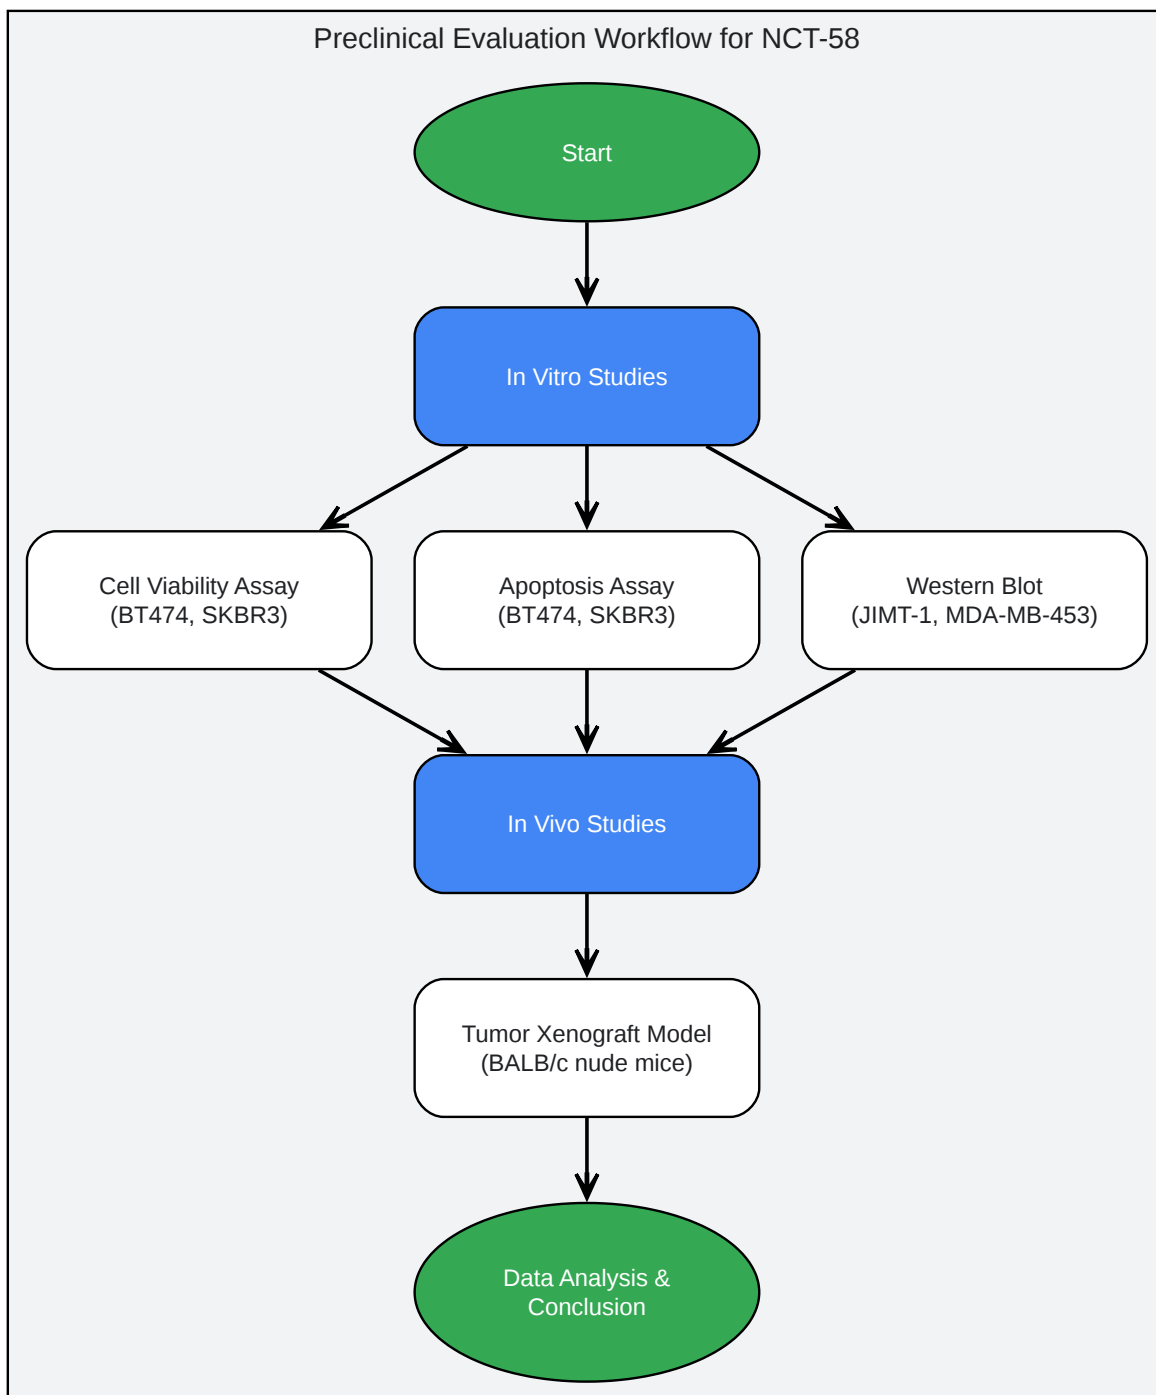 Preclinical Evaluation Workflow for NCT-58
Start
In Vitro Studies
Cell Viability Assay
(BT474, SKBR3)
Apoptosis Assay
(BT474, SKBR3)
Western Blot
(JIMT-1, MDA-MB-453)
In Vivo Studies
Tumor Xenograft Model
(BALB/c nude mice)
Data Analysis &
Conclusion